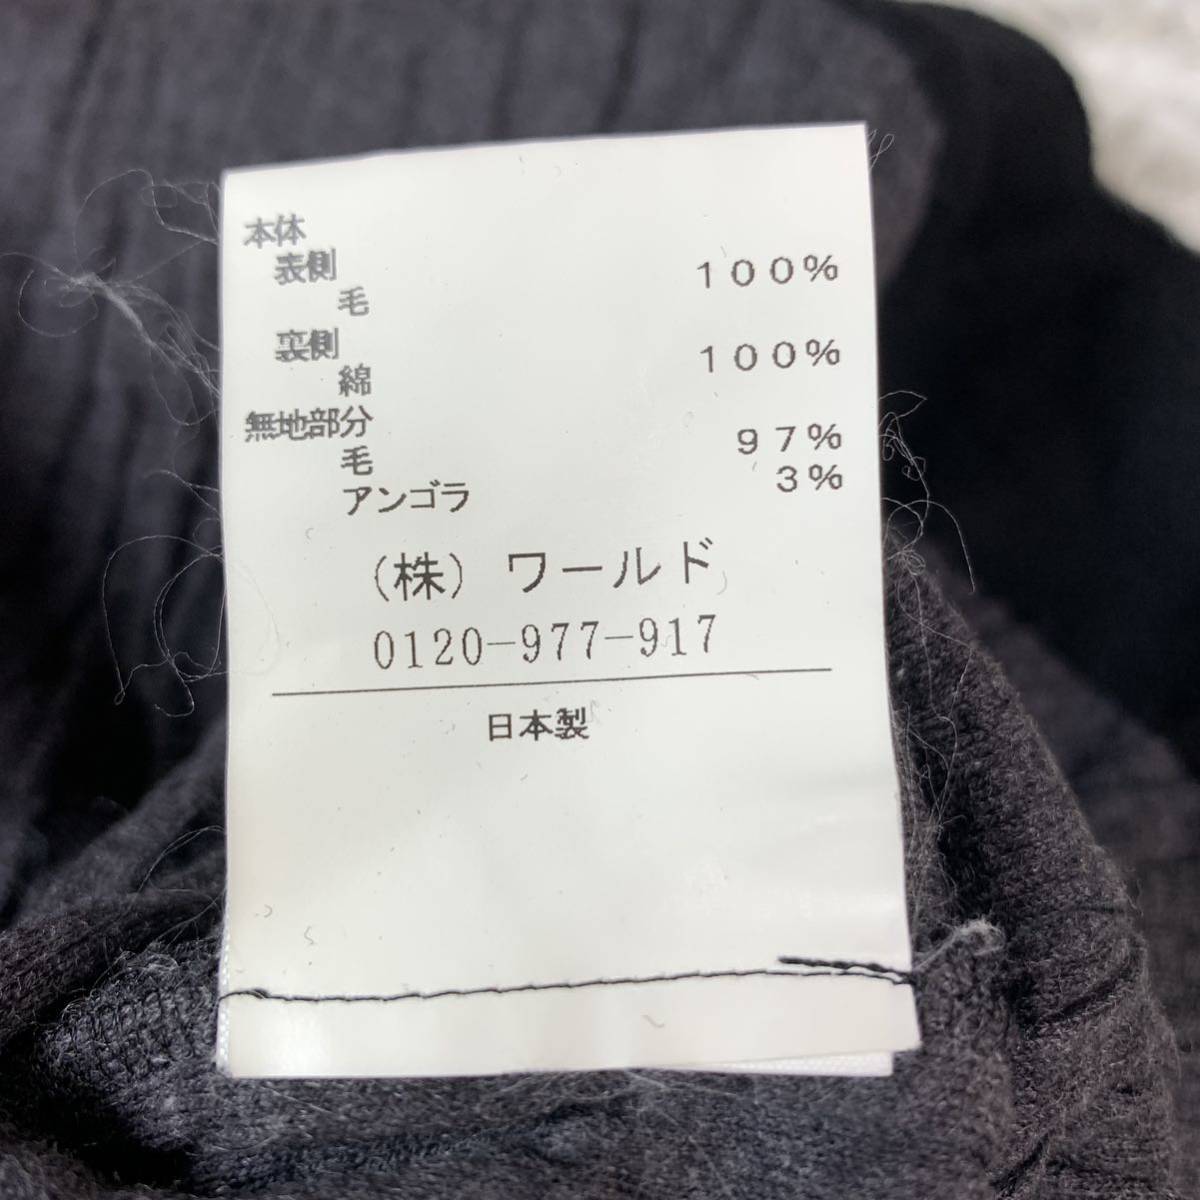 本体
表側
毛 100%
裏側
綿 100%
無地部分
毛 97%
アンゴラ 3%
(株) ワールド
0120-977-917
日本製